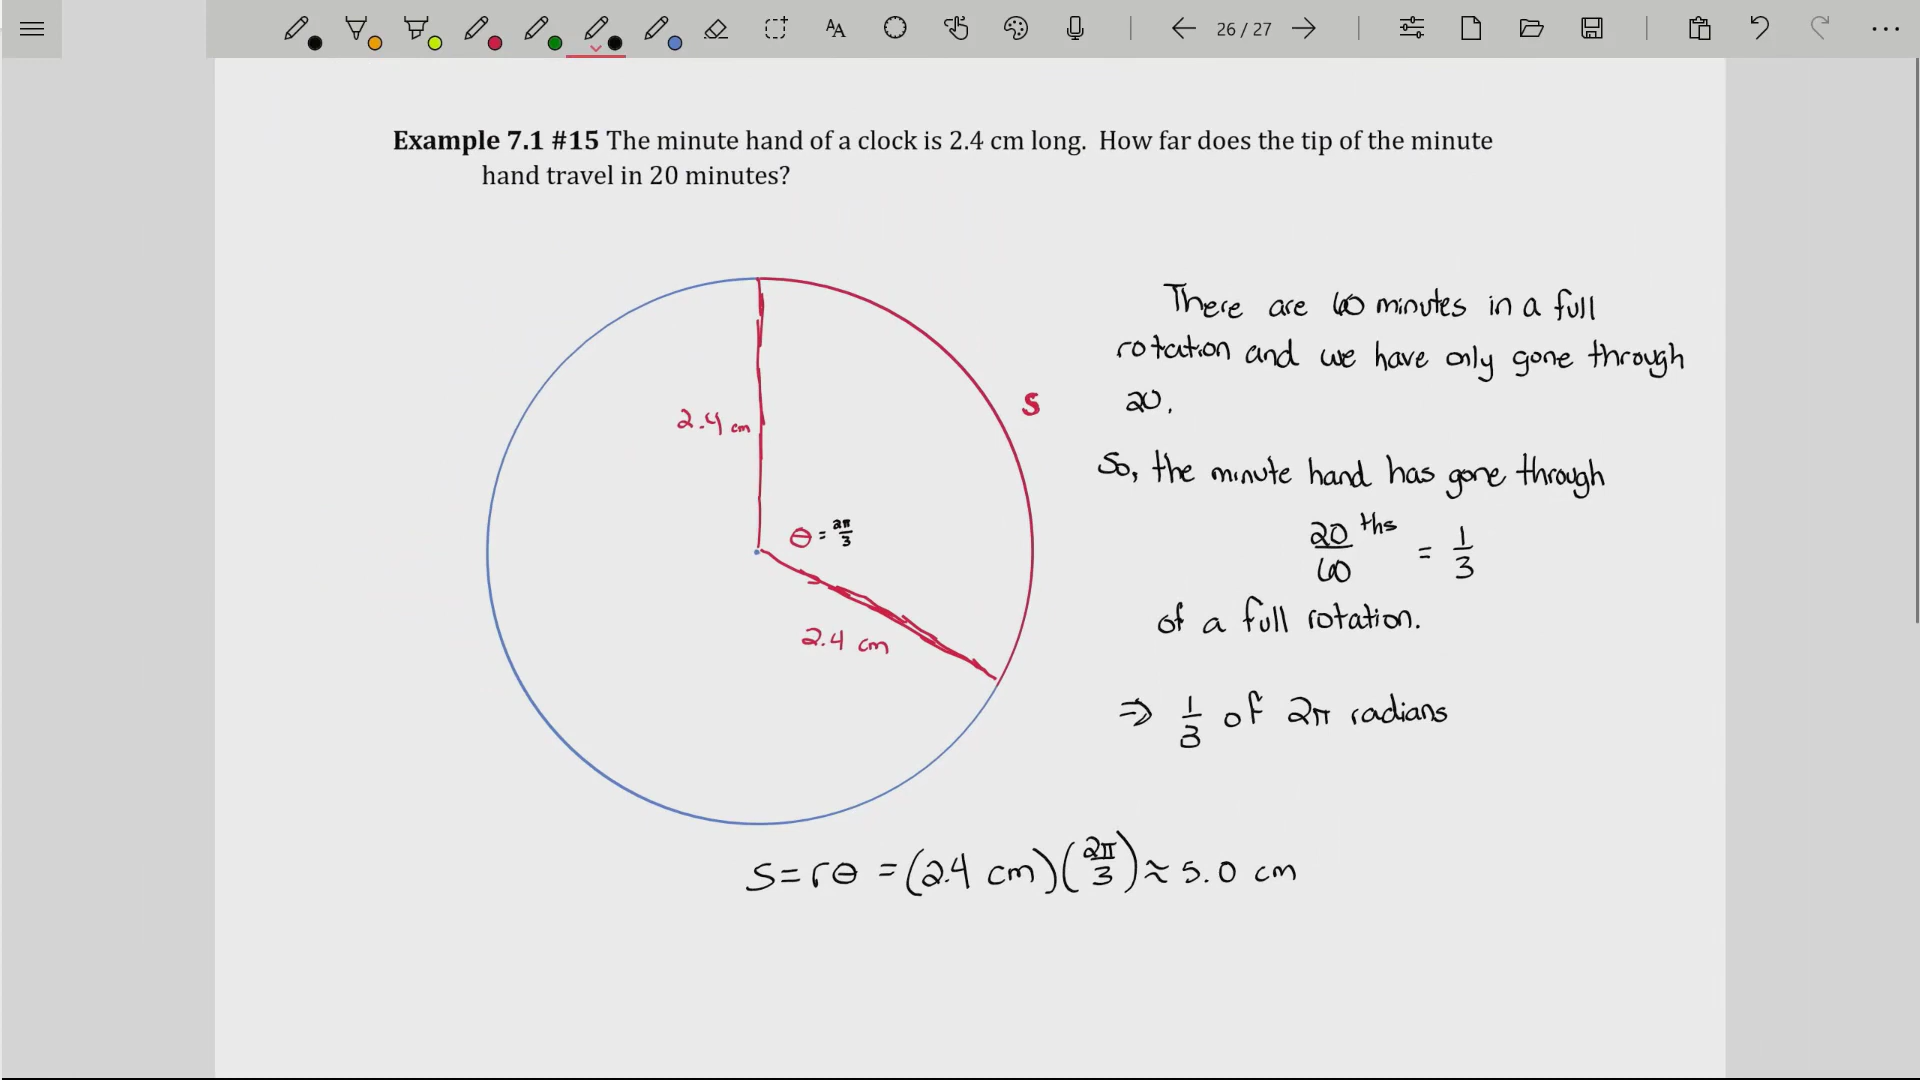 26 / 27
Example 7.1 #15 The minute hand of a clock is 2.4 cm long. How far does the tip of the minute
hand travel in 20 minutes?
There are 60 minutes in a full
rotation and we have only gone through
20.
So, the minute hand has gone through
20/60 ths = 1/3
of a full rotation.
⇒ 1/3 of 2π radians
2.4 cm
S
θ = 2π/3
2.4 cm
S = rθ = (2.4 cm)(2π/3) ≈ 5.0 cm